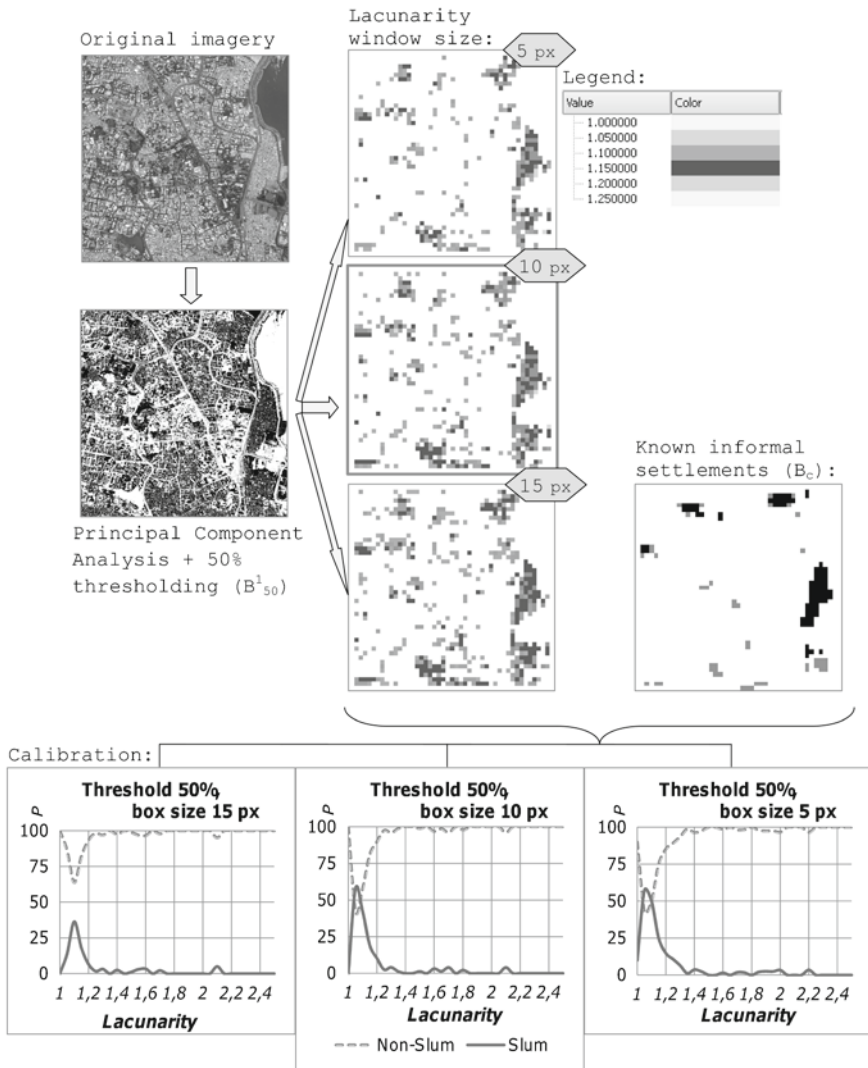 Original imagery
Lacunarity
window size:
5 px
Legend:
Value Color
1.000000
1.050000
1.100000
1.150000
1.200000
1.250000
10 px
Principal Component
Analysis + 50%
thresholding (B¹₅₀)
15 px
Known informal
settlements (B_C):
Calibration:
Threshold 50%,
box size 15 px
P
100
75
50
25
0
1 1,2 1,4 1,6 1,8 2 2,2 2,4
Lacunarity
Threshold 50%,
box size 10 px
P
100
75
50
25
0
1 1,2 1,4 1,6 1,8 2 2,2 2,4
Lacunarity
Threshold 50%,
box size 5 px
P
100
75
50
25
0
1 1,2 1,4 1,6 1,8 2 2,2 2,4
Lacunarity
Non-Slum Slum